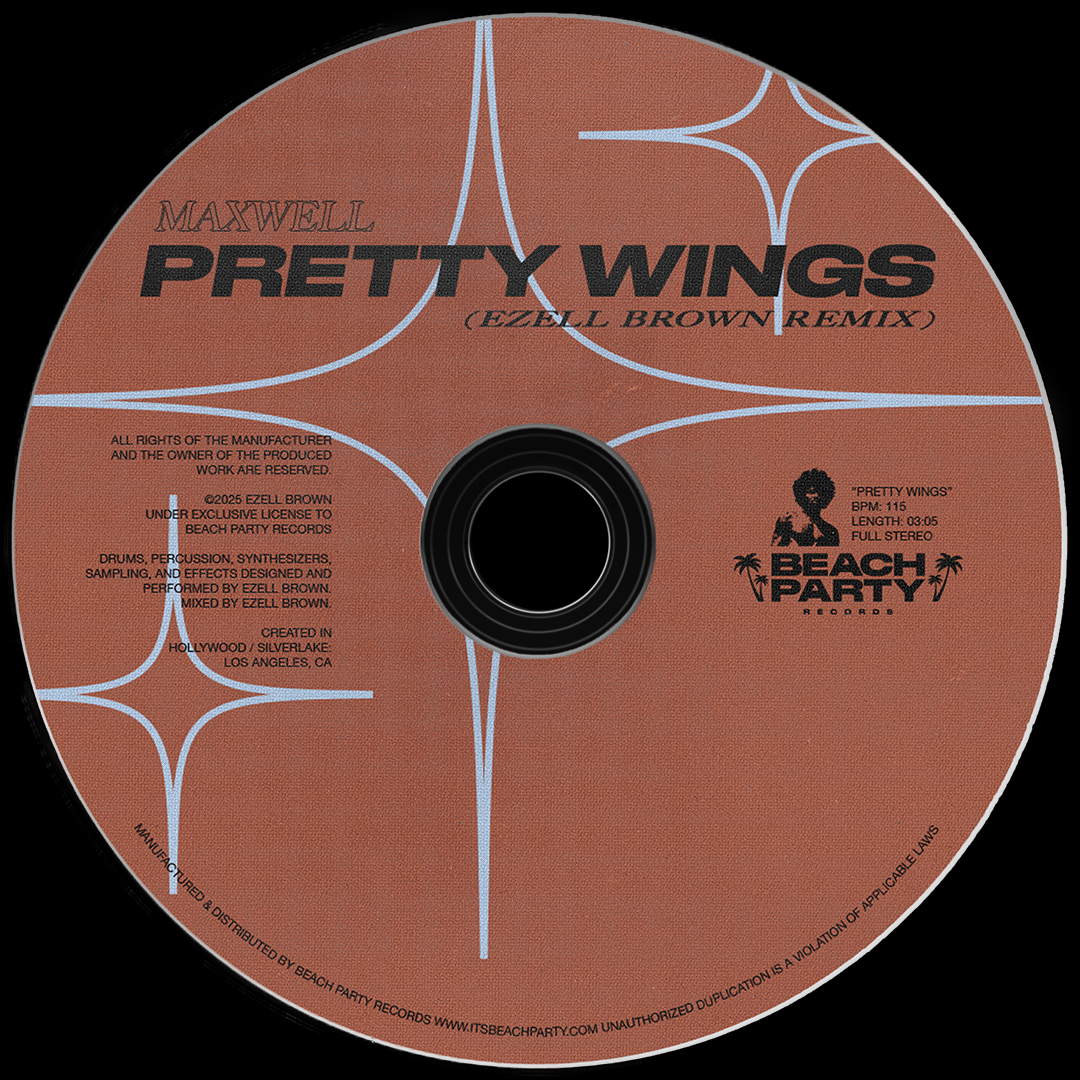 MAXWELL
PRETTY WINGS
(EZELL BROWN REMIX)
ALL RIGHTS OF THE MANUFACTURER
AND THE OWNER OF THE PRODUCED
WORK ARE RESERVED.
©2025 EZELL BROWN
UNDER EXCLUSIVE LICENSE TO
BEACH PARTY RECORDS
DRUMS, PERCUSSION, SYNTHESIZERS,
SAMPLING, AND EFFECTS DESIGNED AND
PERFORMED BY EZELL BROWN.
MIXED BY EZELL BROWN.
CREATED IN
HOLLYWOOD / SILVERLAKE:
LOS ANGELES, CA
"PRETTY WINGS"
BPM: 115
LENGTH: 03:05
FULL STEREO
BEACH
PARTY
RECORDS
MANUFACTURED & DISTRIBUTED BY BEACH PARTY RECORDS WWW.ITSBEACHPARTY.COM UNAUTHORIZED DUPLICATION IS A VIOLATION OF APPLICABLE LAWS